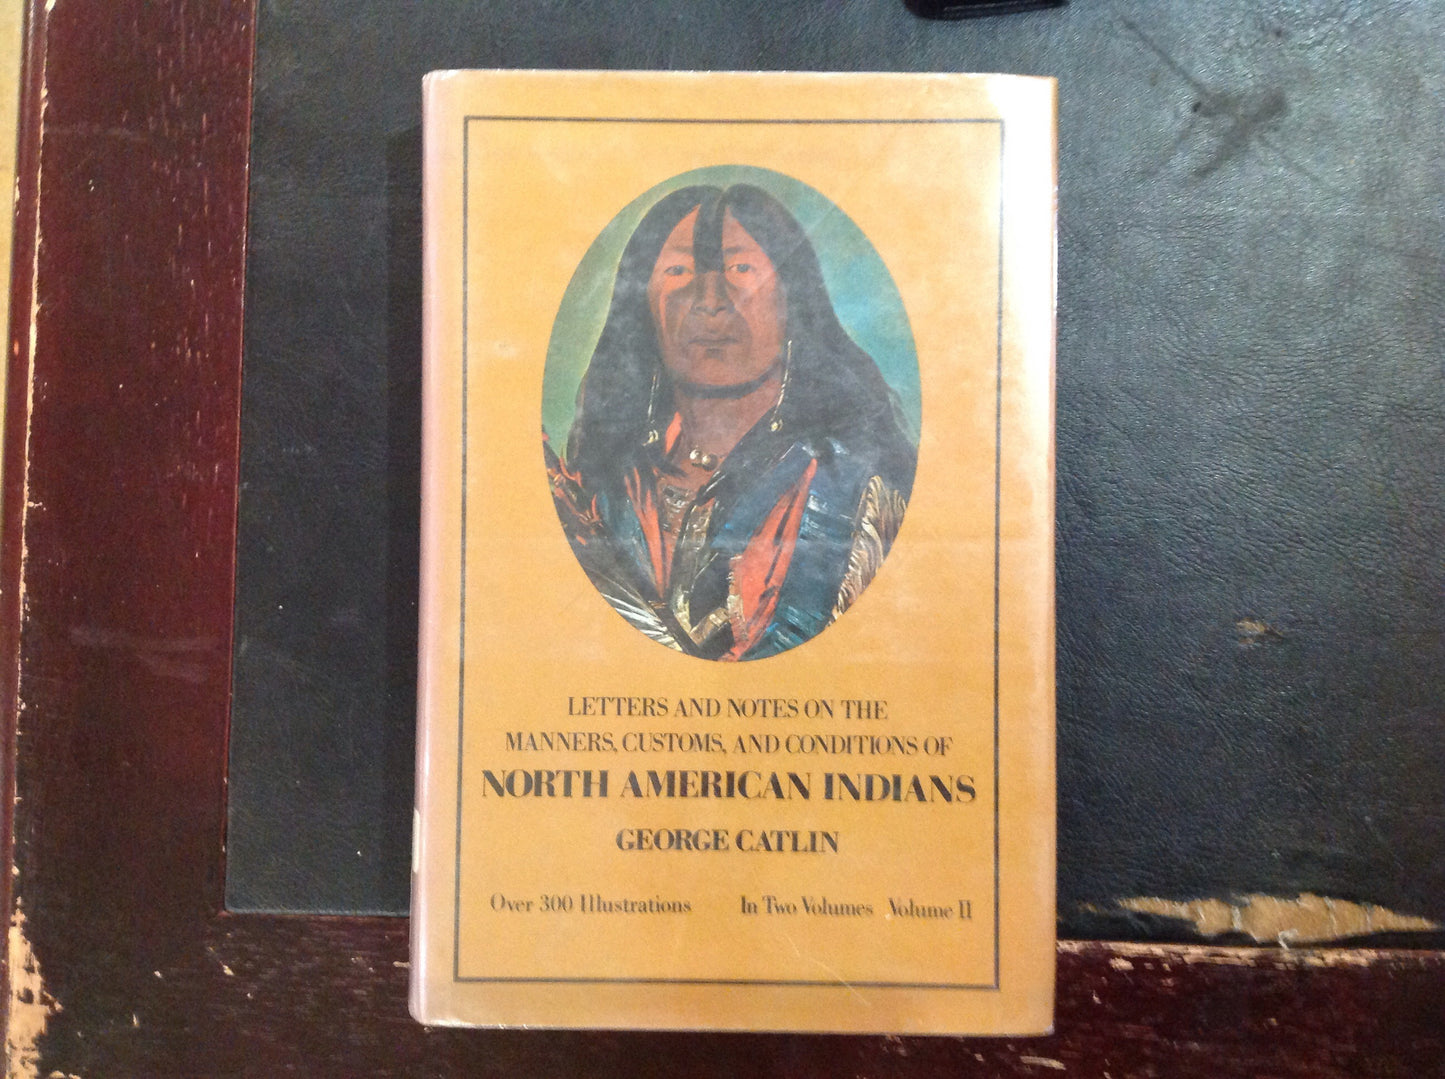 LETTERS AND NOTES ON THE
MANNERS, CUSTOMS, AND CONDITIONS OF
NORTH AMERICAN INDIANS
GEORGE CATLIN
Over 300 Illustrations In Two Volumes Volume II